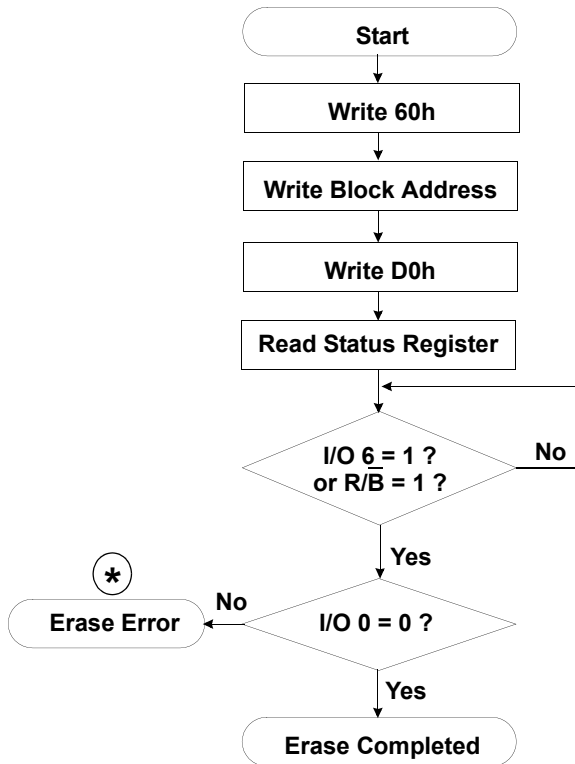 Start
Write 60h
Write Block Address
Write D0h
Read Status Register
I/O 6 = 1 ?
or R/B̅ = 1 ?
No
Yes
*
No
Erase Error
I/O 0 = 0 ?
Yes
Erase Completed